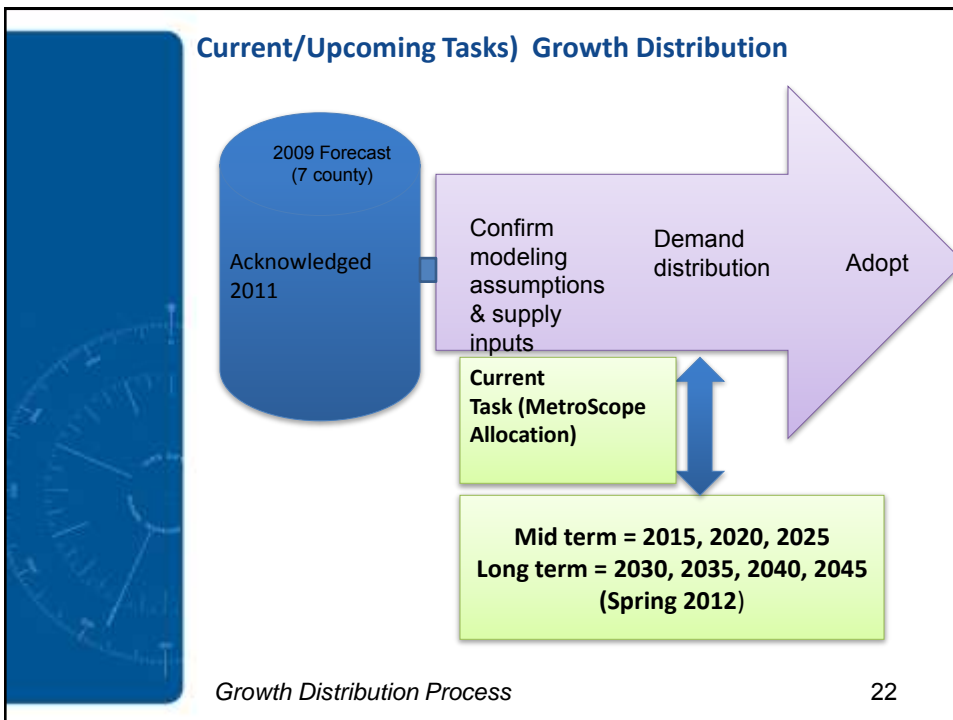 Current/Upcoming Tasks) Growth Distribution
2009 Forecast
(7 county)
Acknowledged
2011
Confirm
modeling
assumptions
& supply
inputs
Demand
distribution
Adopt
Current
Task (MetroScope
Allocation)
Mid term = 2015, 2020, 2025
Long term = 2030, 2035, 2040, 2045
(Spring 2012)
Growth Distribution Process
22